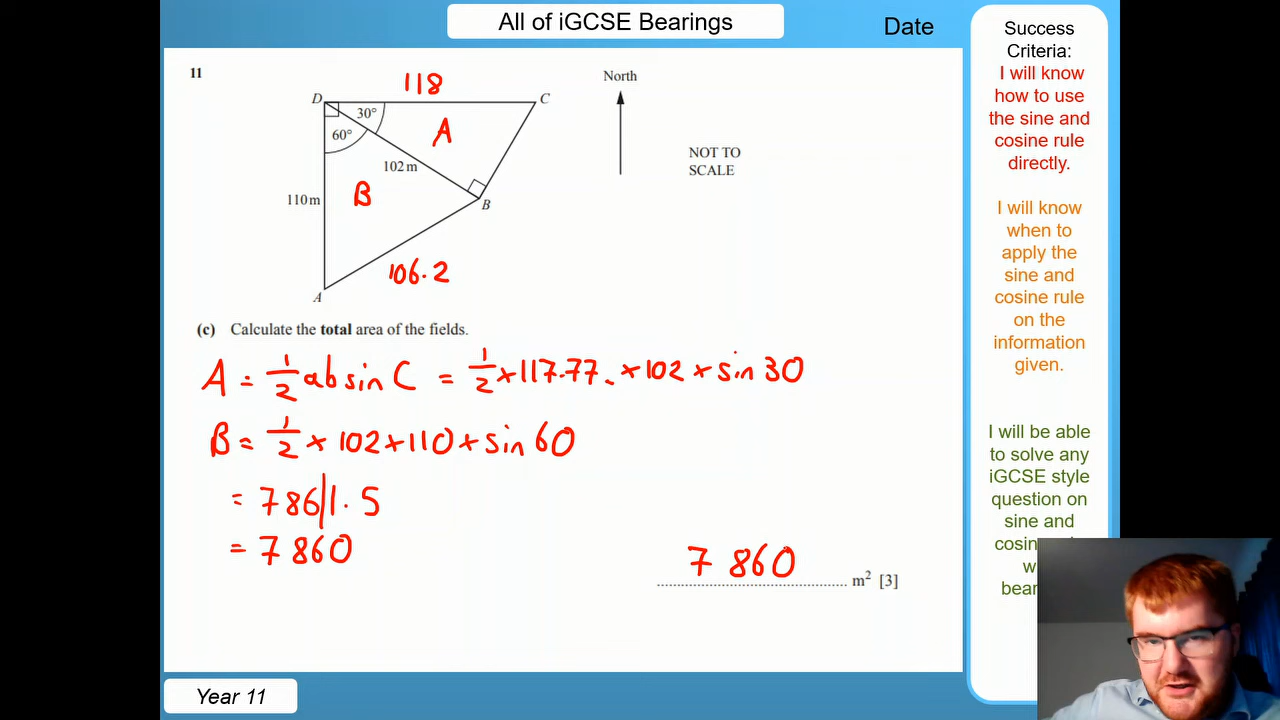 All of iGCSE Bearings
Date
11
118
D
C
30°
60°
A
102 m
110 m
B
B
106.2
A
North
NOT TO
SCALE
(c) Calculate the total area of the fields.
A = 1/2 ab sin C = 1/2 × 117.77.. × 102 × sin 30
B = 1/2 × 102 × 110 × sin 60
= 786|1.5
= 7 860
7 860
m² [3]
Year 11
Success
Criteria:
I will know
how to use
the sine and
cosine rule
directly.
I will know
when to
apply the
sine and
cosine rule
on the
information
given.
I will be able
to solve any
iGCSE style
question on
sine and